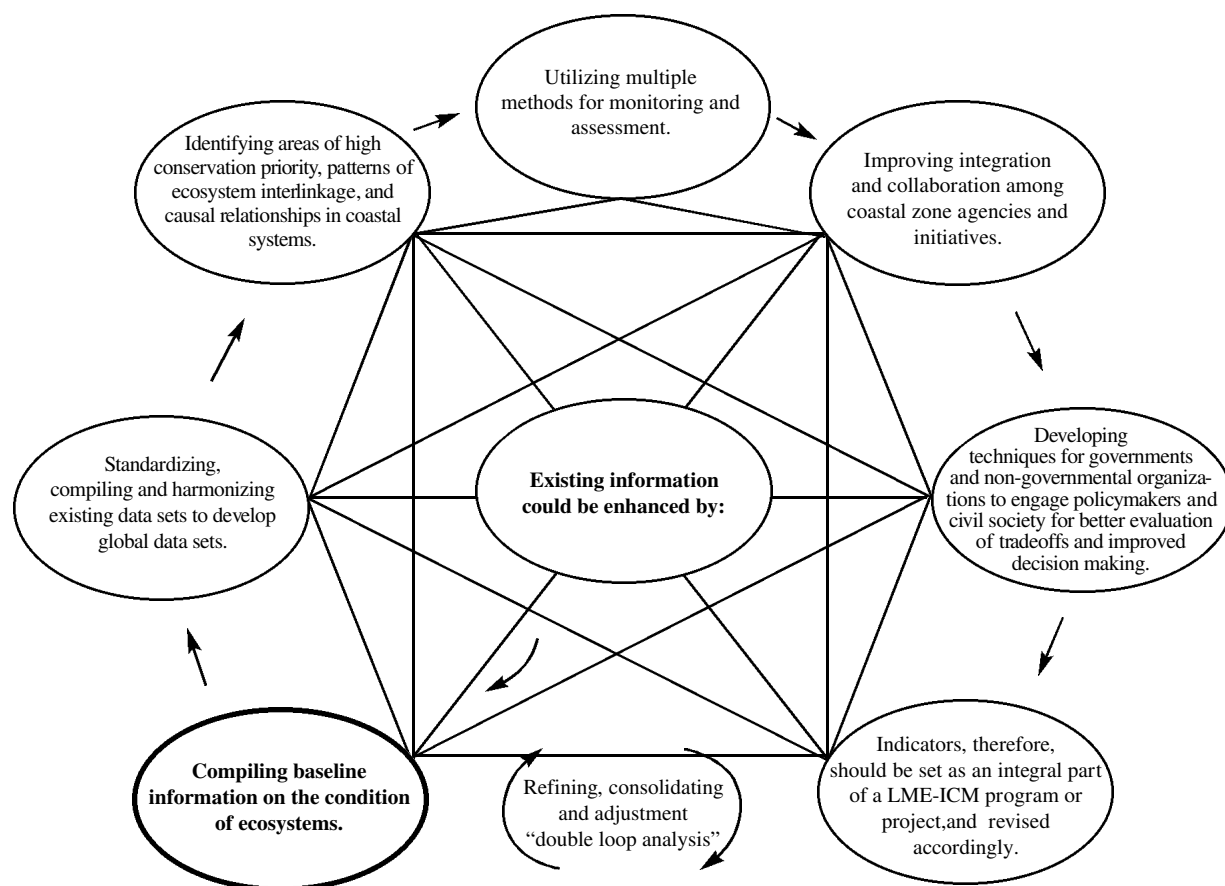 Utilizing multiple
methods for monitoring and
assessment.
Identifying areas of high
conservation priority, patterns of
ecosystem interlinkage, and
causal relationships in coastal
systems.
Improving integration
and collaboration among
coastal zone agencies and
initiatives.
Standardizing,
compiling and harmonizing
existing data sets to develop
global data sets.
Existing information
could be enhanced by:
Developing
techniques for governments
and non-governmental organiza-
tions to engage policymakers and
civil society for better evaluation
of tradeoffs and improved
decision making.
Compiling baseline
information on the condition
of ecosystems.
Refining, consolidating
and adjustment
“double loop analysis”
Indicators, therefore,
should be set as an integral part
of a LME-ICM program or
project,and revised
accordingly.